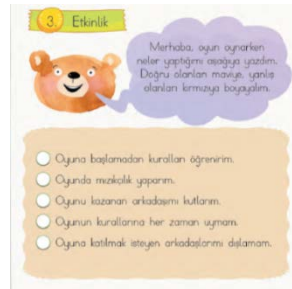 3. Etkinlik
Merhaba, oyun oynarken
neler yaptığımı aşağıya yazdım.
Doğru olanları maviye, yanlış
olanları kırmızıya boyayalım.
Oyuna başlamadan kuralları öğrenirim.
Oyunda mızıkçılık yaparım.
Oyunu kazanan arkadaşımı kutlarım.
Oyunun kurallarına her zaman uymam.
Oyuna katılmak isteyen arkadaşlarımı dışlamam.